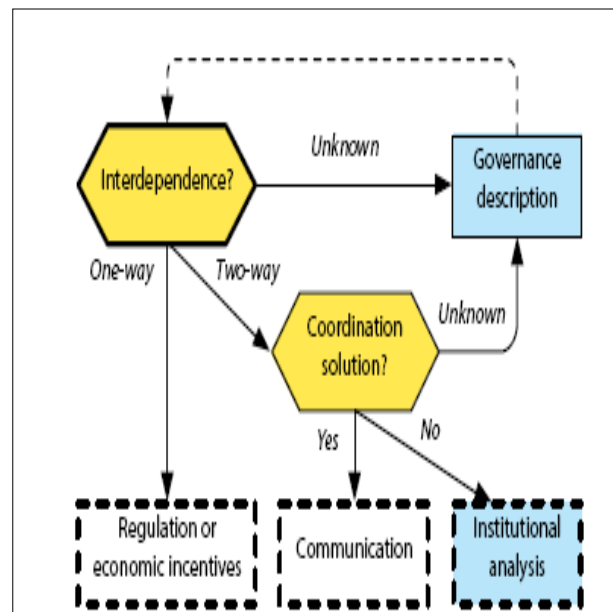 Unknown
Governance
description
Interdependence?
One-way
Two-way
Coordination
solution?
Unknown
Yes
No
Regulation or
economic incentives
Communication
Institutional
analysis